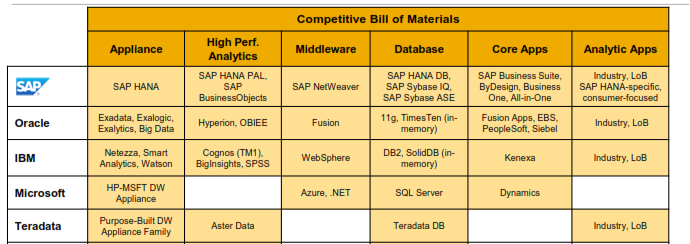 Competitive Bill of Materials
Appliance
High Perf.
Analytics
Middleware
Database
Core Apps
Analytic Apps
SAP
SAP HANA
SAP HANA PAL,
SAP
BusinessObjects
SAP NetWeaver
SAP HANA DB,
SAP Sybase IQ,
SAP Sybase ASE
SAP Business Suite,
ByDesign, Business
One, All-in-One
Industry, LoB
SAP HANA-specific,
consumer-focused
Oracle
Exadata, Exalogic,
Exalytics, Big Data
Hyperion, OBIEE
Fusion
11g, TimesTen (in-
memory)
Fusion Apps, EBS,
PeopleSoft, Siebel
Industry, LoB
IBM
Netezza, Smart
Analytics, Watson
Cognos (TM1),
BigInsights, SPSS
WebSphere
DB2, SolidDB (in-
memory)
Kenexa
Industry, LoB
Microsoft
HP-MSFT DW
Appliance
Azure, .NET
SQL Server
Dynamics
Teradata
Purpose-Built DW
Appliance Family
Aster Data
Teradata DB
Industry, LoB